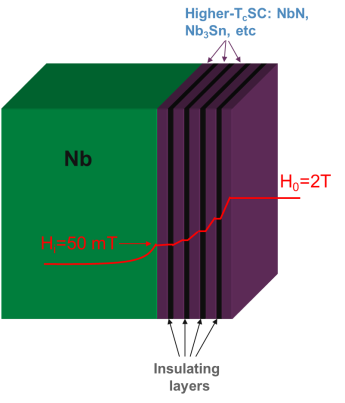 Higher-TcSC: NbN,
Nb3Sn, etc
Nb
H0=2T
Hi=50 mT
Insulating
layers